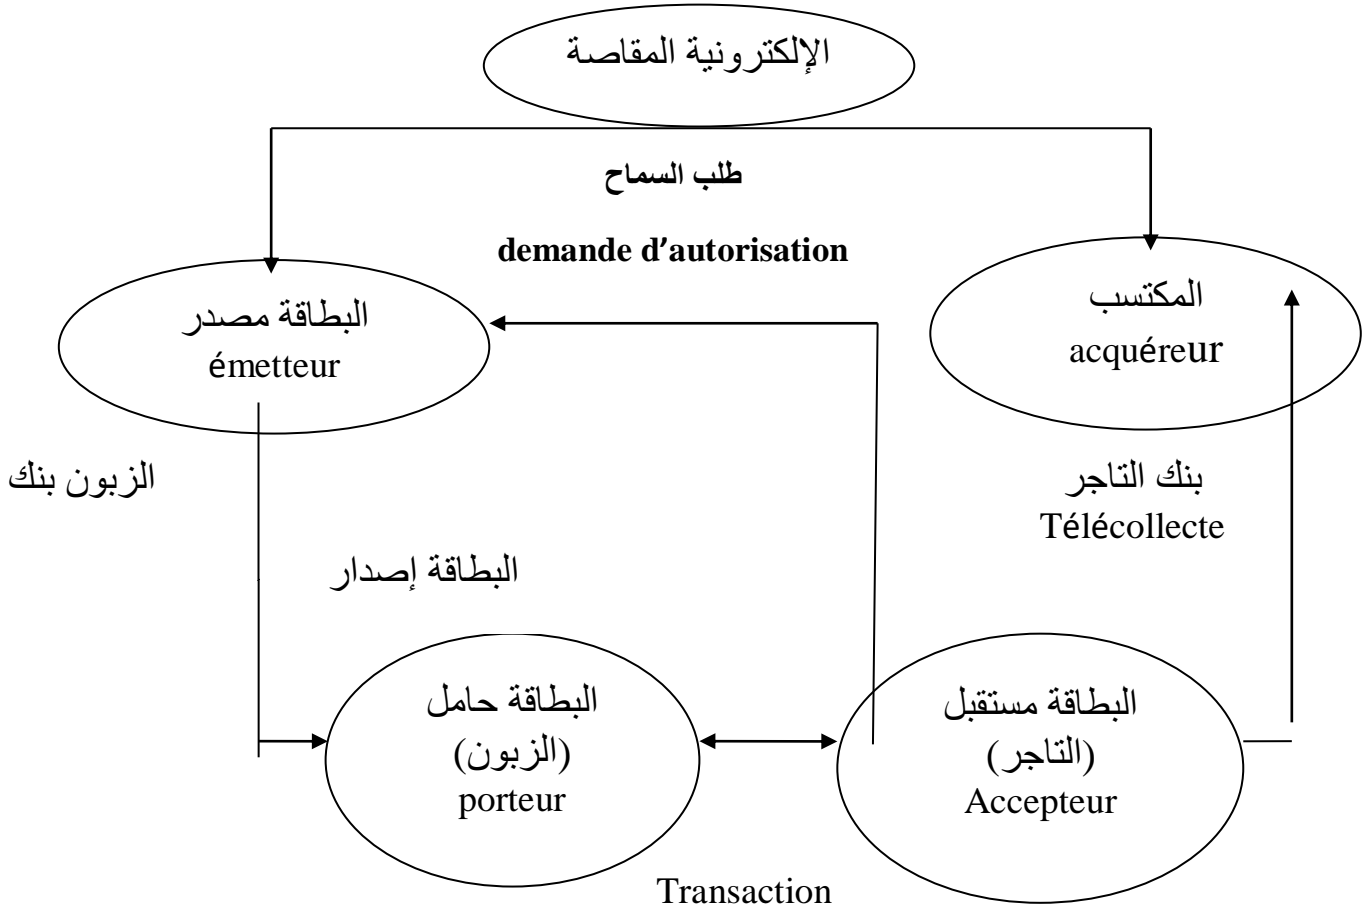 الإلكترونية المقاصة
طلب السماح
demande d’autorisation
المكتسب
acquéreur
البطاقة مصدر
émetteur
الزبون بنك
بنك التاجر
Télécollecte
البطاقة إصدار
البطاقة حامل
(الزبون)
porteur
البطاقة مستقبل
(التاجر)
Accepteur
Transaction